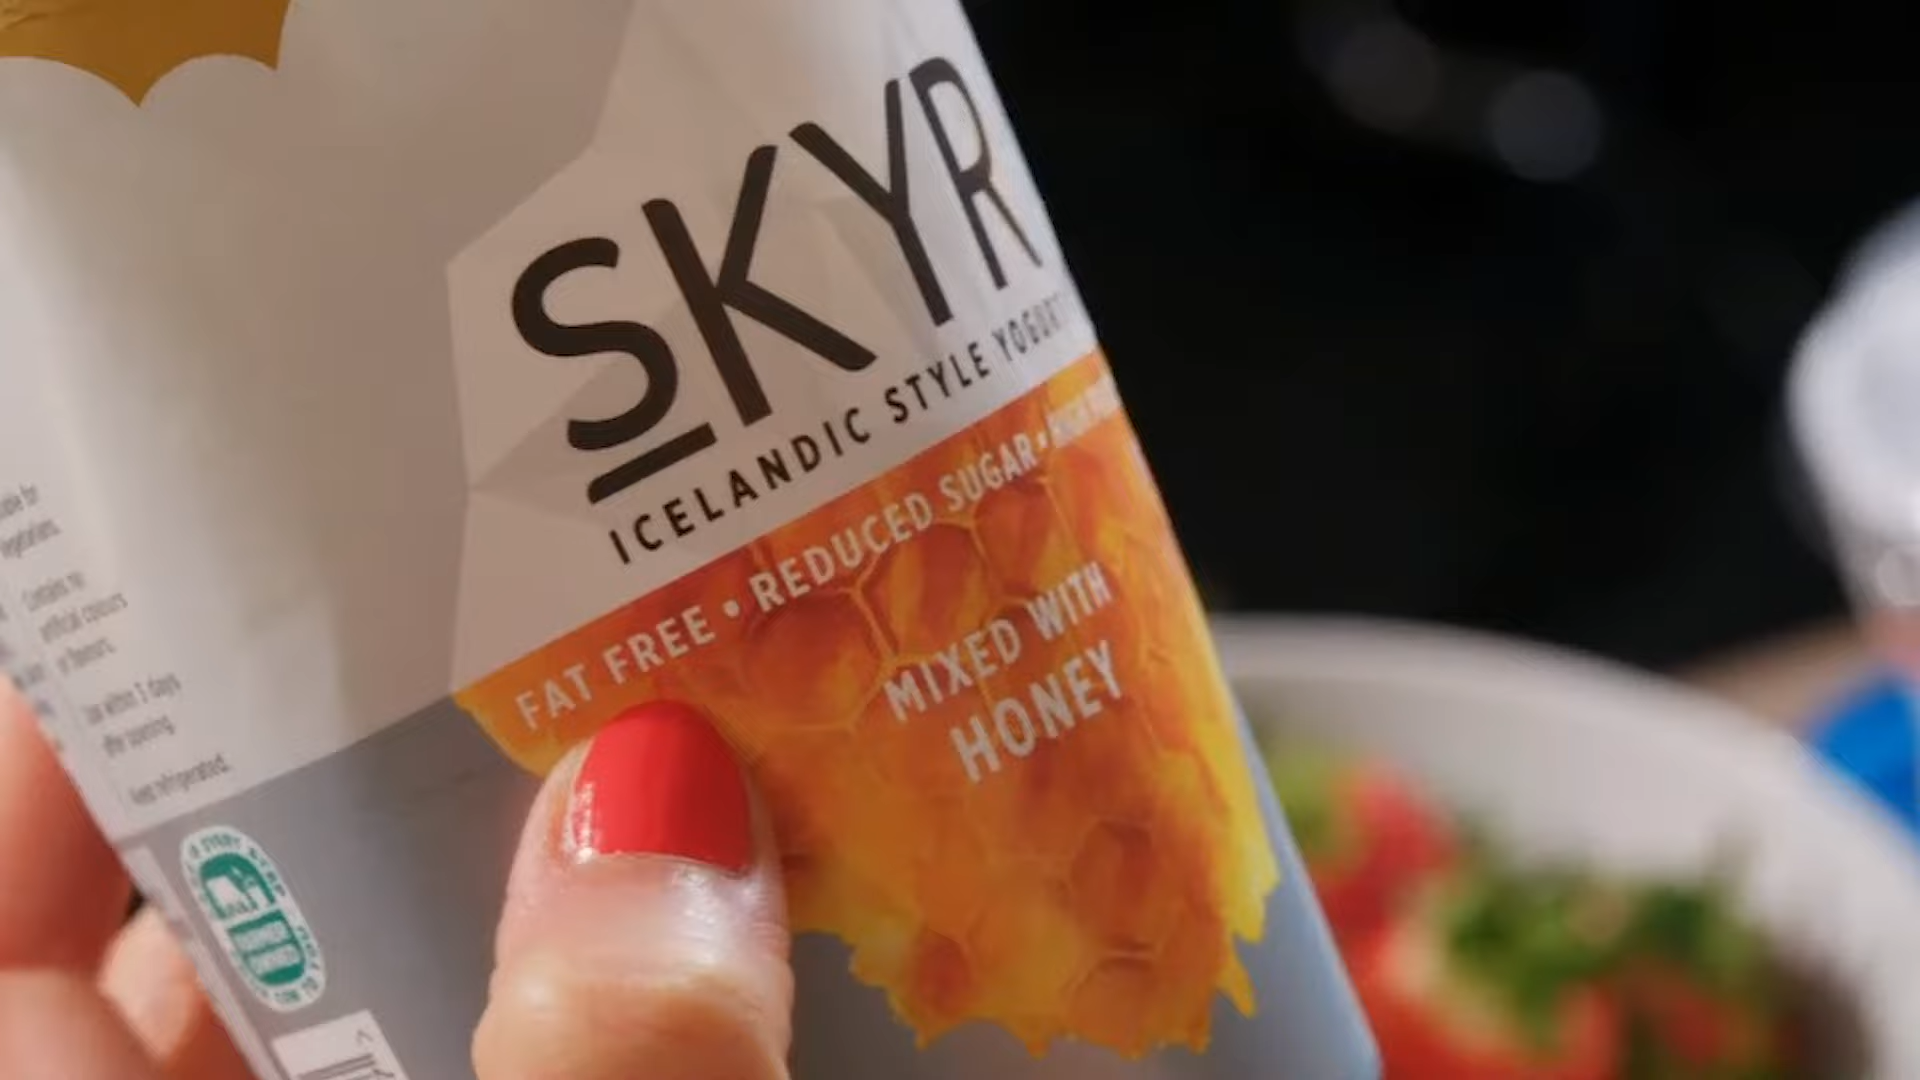 SKYR
ICELANDIC STYLE YOGURT
FAT FREE • REDUCED SUGAR •
MIXED WITH
HONEY
Contains no
artificial colours
or flavours.
Use within 3 days
after opening.
Keep refrigerated.